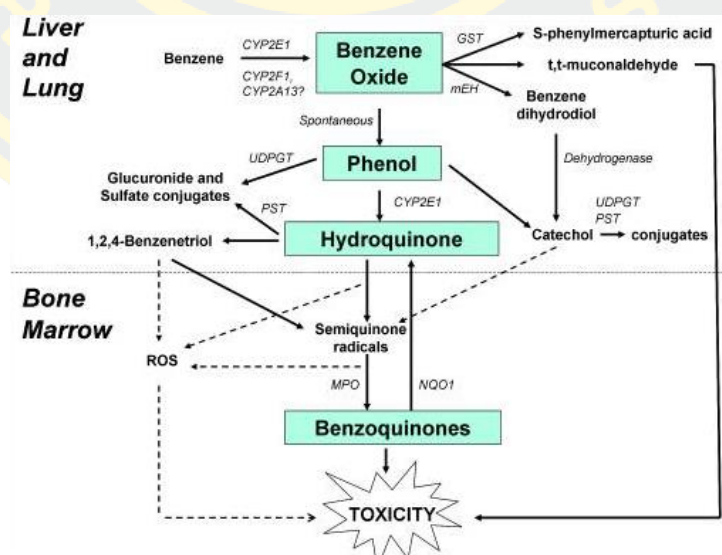 Liver
and
Lung
Benzene
CYP2E1
CYP2F1,
CYP2A13?
Benzene
Oxide
GST
mEH
S-phenylmercapturic acid
t,t-muconaldehyde
Benzene
dihydrodiol
Spontaneous
Phenol
UDPGT
Dehydrogenase
Glucuronide and
Sulfate conjugates
PST
CYP2E1
UDPGT
PST
1,2,4-Benzenetriol
Hydroquinone
Catechol
conjugates
Bone
Marrow
Semiquinone
radicals
ROS
MPO
NQO1
Benzoquinones
TOXICITY